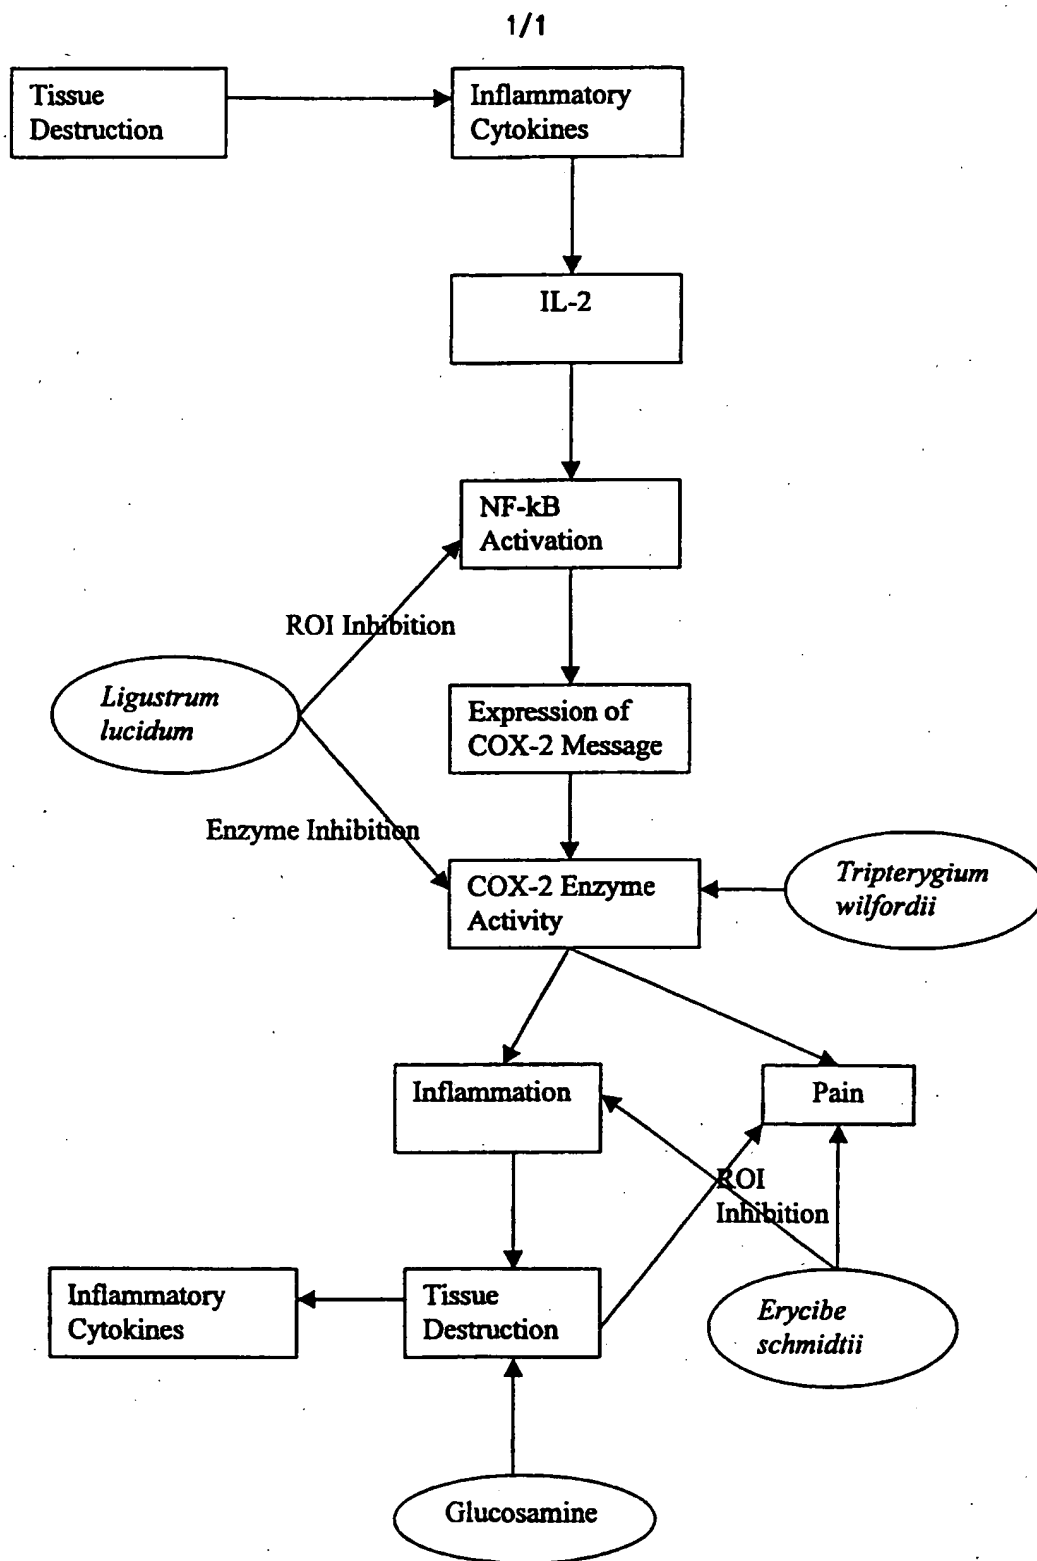 1/1
Tissue
Destruction
Inflammatory
Cytokines
IL-2
NF-kB
Activation
ROI Inhibition
Ligustrum
lucidum
Expression of
COX-2 Message
Enzyme Inhibition
COX-2 Enzyme
Activity
Tripterygium
wilfordii
Inflammation
Pain
ROI
Inhibition
Inflammatory
Cytokines
Tissue
Destruction
Erycibe
schmidtii
Glucosamine